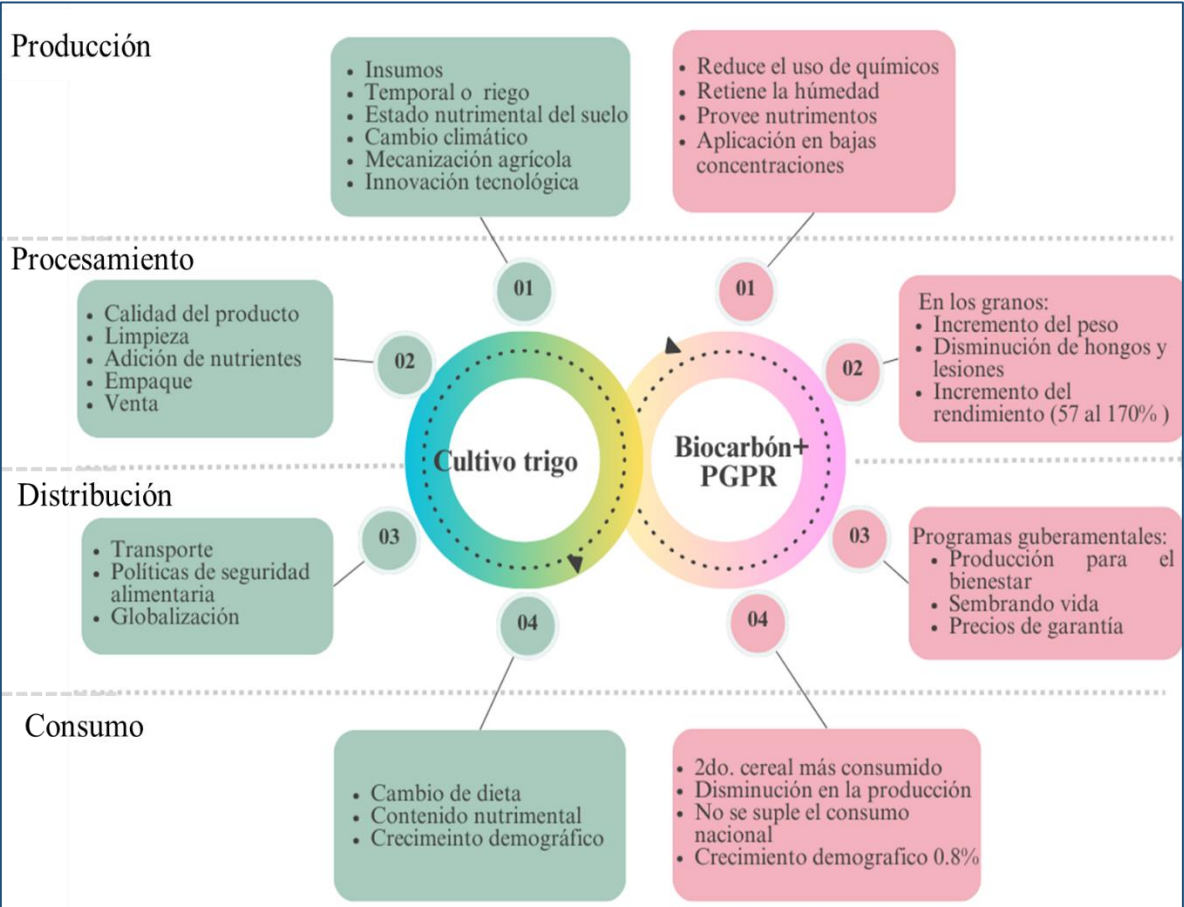 Producción
• Insumos
• Temporal o riego
• Estado nutrimental del suelo
• Cambio climático
• Mecanización agrícola
• Innovación tecnológica
• Reduce el uso de químicos
• Retiene la húmedad
• Provee nutrimentos
• Aplicación en bajas
concentraciones
Procesamiento
01
01
• Calidad del producto
• Limpieza
• Adición de nutrientes
• Empaque
• Venta
02
02
En los granos:
• Incremento del peso
• Disminución de hongos y
lesiones
• Incremento del
rendimiento (57 al 170% )
Cultivo trigo
Biocarbón+
PGPR
Distribución
• Transporte
• Políticas de seguridad
alimentaria
• Globalización
03
03
Programas guberamentales:
• Producción para el
bienestar
• Sembrando vida
• Precios de garantía
04
04
Consumo
• Cambio de dieta
• Contenido nutrimental
• Crecimeinto demográfico
• 2do. cereal más consumido
• Disminución en la producción
• No se suple el consumo
nacional
• Crecimiento demografico 0.8%